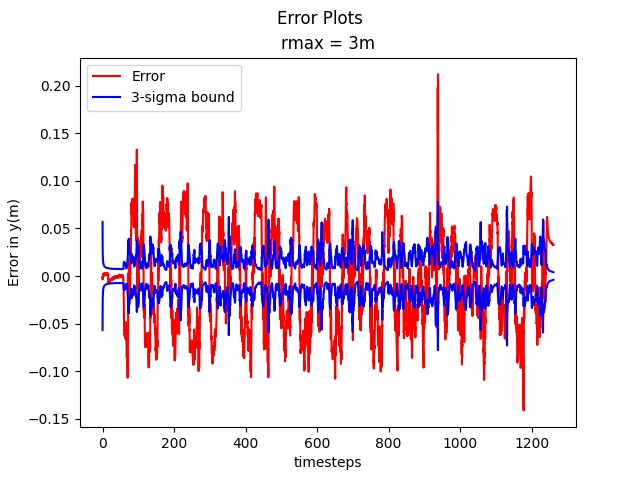 Error Plots
rmax = 3m
Error
3-sigma bound
Error in y(m)
0.20
0.15
0.10
0.05
0.00
−0.05
−0.10
−0.15
0 200 400 600 800 1000 1200
timesteps